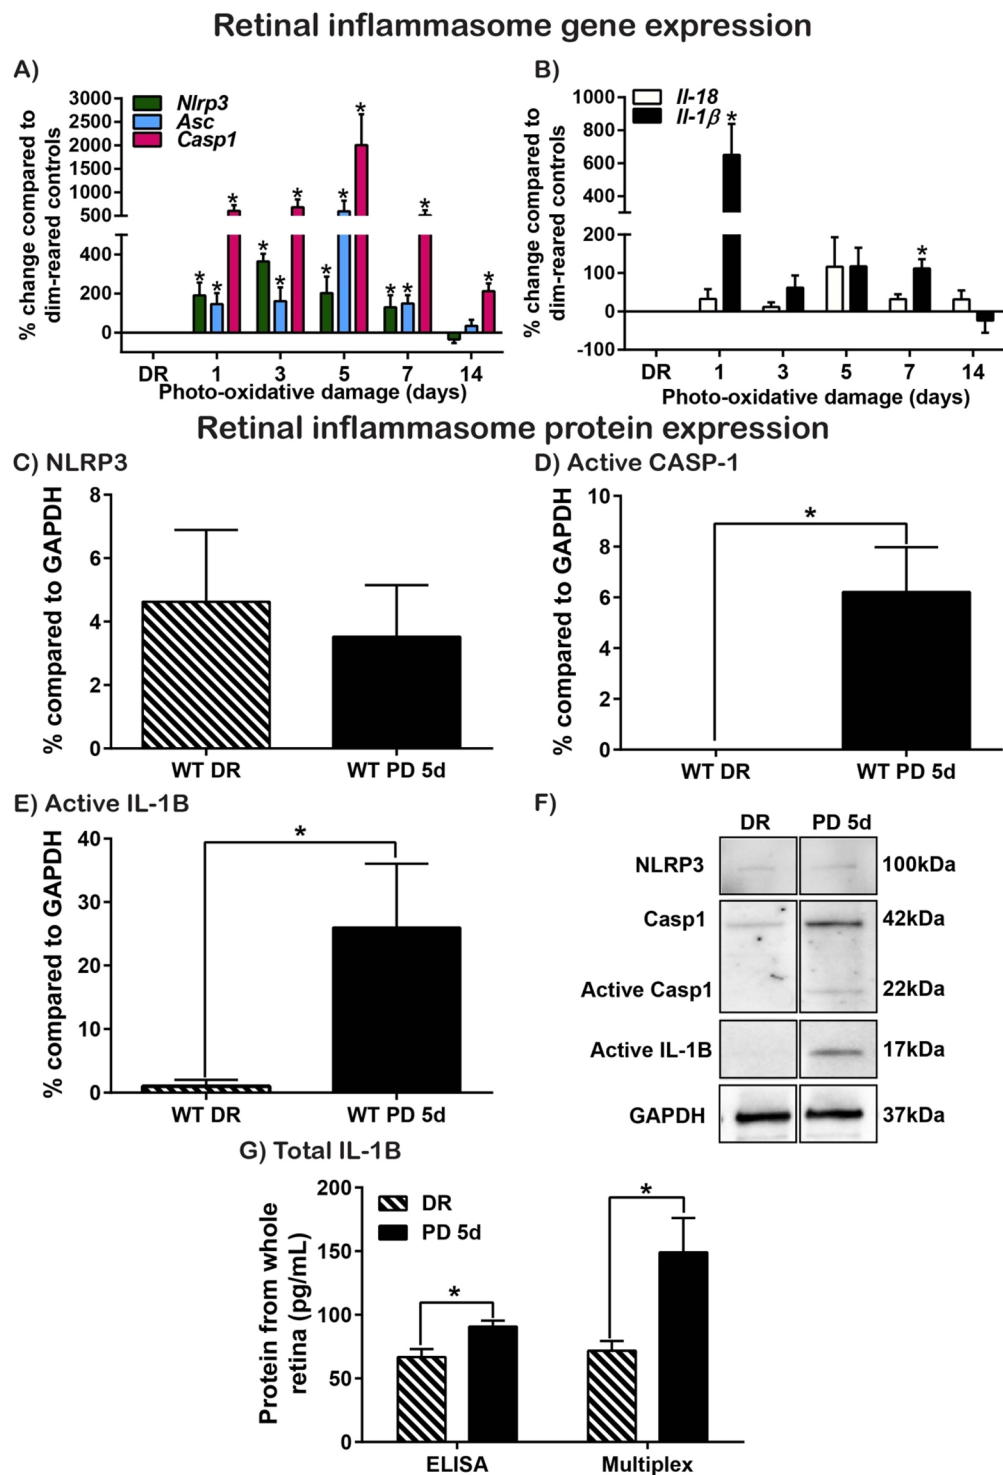 Retinal inflammasome gene expression
A)
% change compared to
dim-reared controls
3000
2500
2000
1500
1000
500
400
200
0
Nlrp3
Asc
Casp1
*
*
*
*
*
*
*
*
*
*
*
*
*
DR
1
3
5
7
14
Photo-oxidative damage (days)
B)
% change compared to
dim-reared controls
1000
800
600
400
200
100
0
-100
Il-18
Il-1β
*
*
DR
1
3
5
7
14
Photo-oxidative damage (days)
Retinal inflammasome protein expression
C) NLRP3
% compared to GAPDH
8
6
4
2
0
WT DR
WT PD 5d
D) Active CASP-1
% compared to GAPDH
10
8
6
4
2
0
*
WT DR
WT PD 5d
E) Active IL-1B
% compared to GAPDH
40
30
20
10
0
*
WT DR
WT PD 5d
F)
DR PD 5d
NLRP3 100kDa
Casp1 42kDa
Active Casp1 22kDa
Active IL-1B 17kDa
GAPDH 37kDa
G) Total IL-1B
Protein from whole
retina (pg/mL)
200
150
100
50
0
DR
PD 5d
*
*
ELISA
Multiplex